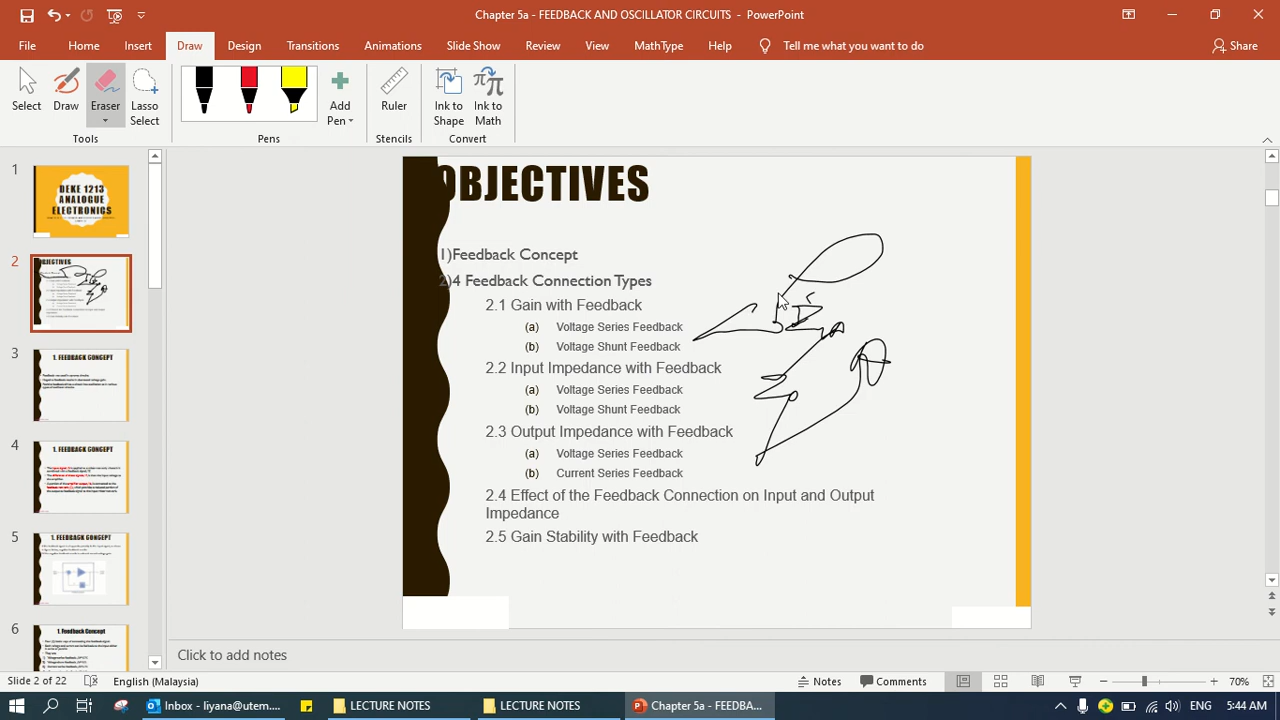 Chapter 5a - FEEDBACK AND OSCILLATOR CIRCUITS - PowerPoint
File Home Insert Draw Design Transitions Animations Slide Show Review View MathType Help Tell me what you want to do Share
Select Draw Eraser Lasso Select
Add Pen
Ruler
Ink to Shape Ink to Math
Tools Pens Stencils Convert
1
DEKE 1213
ANALOGUE
ELECTRONICS
2
3
1. FEEDBACK CONCEPT
4
1. FEEDBACK CONCEPT
5
1. FEEDBACK CONCEPT
6
1. Feedback Concept
OBJECTIVES
1)Feedback Concept
2)4 Feedback Connection Types
2.1 Gain with Feedback
(a) Voltage Series Feedback
(b) Voltage Shunt Feedback
2.2 Input Impedance with Feedback
(a) Voltage Series Feedback
(b) Voltage Shunt Feedback
2.3 Output Impedance with Feedback
(a) Voltage Series Feedback
(b) Current Series Feedback
2.4 Effect of the Feedback Connection on Input and Output
Impedance
2.5 Gain Stability with Feedback
Click to add notes
Slide 2 of 22 English (Malaysia) Notes Comments 70%
Inbox - liyana@utem.... LECTURE NOTES LECTURE NOTES Chapter 5a - FEEDBA... ENG 5:44 AM